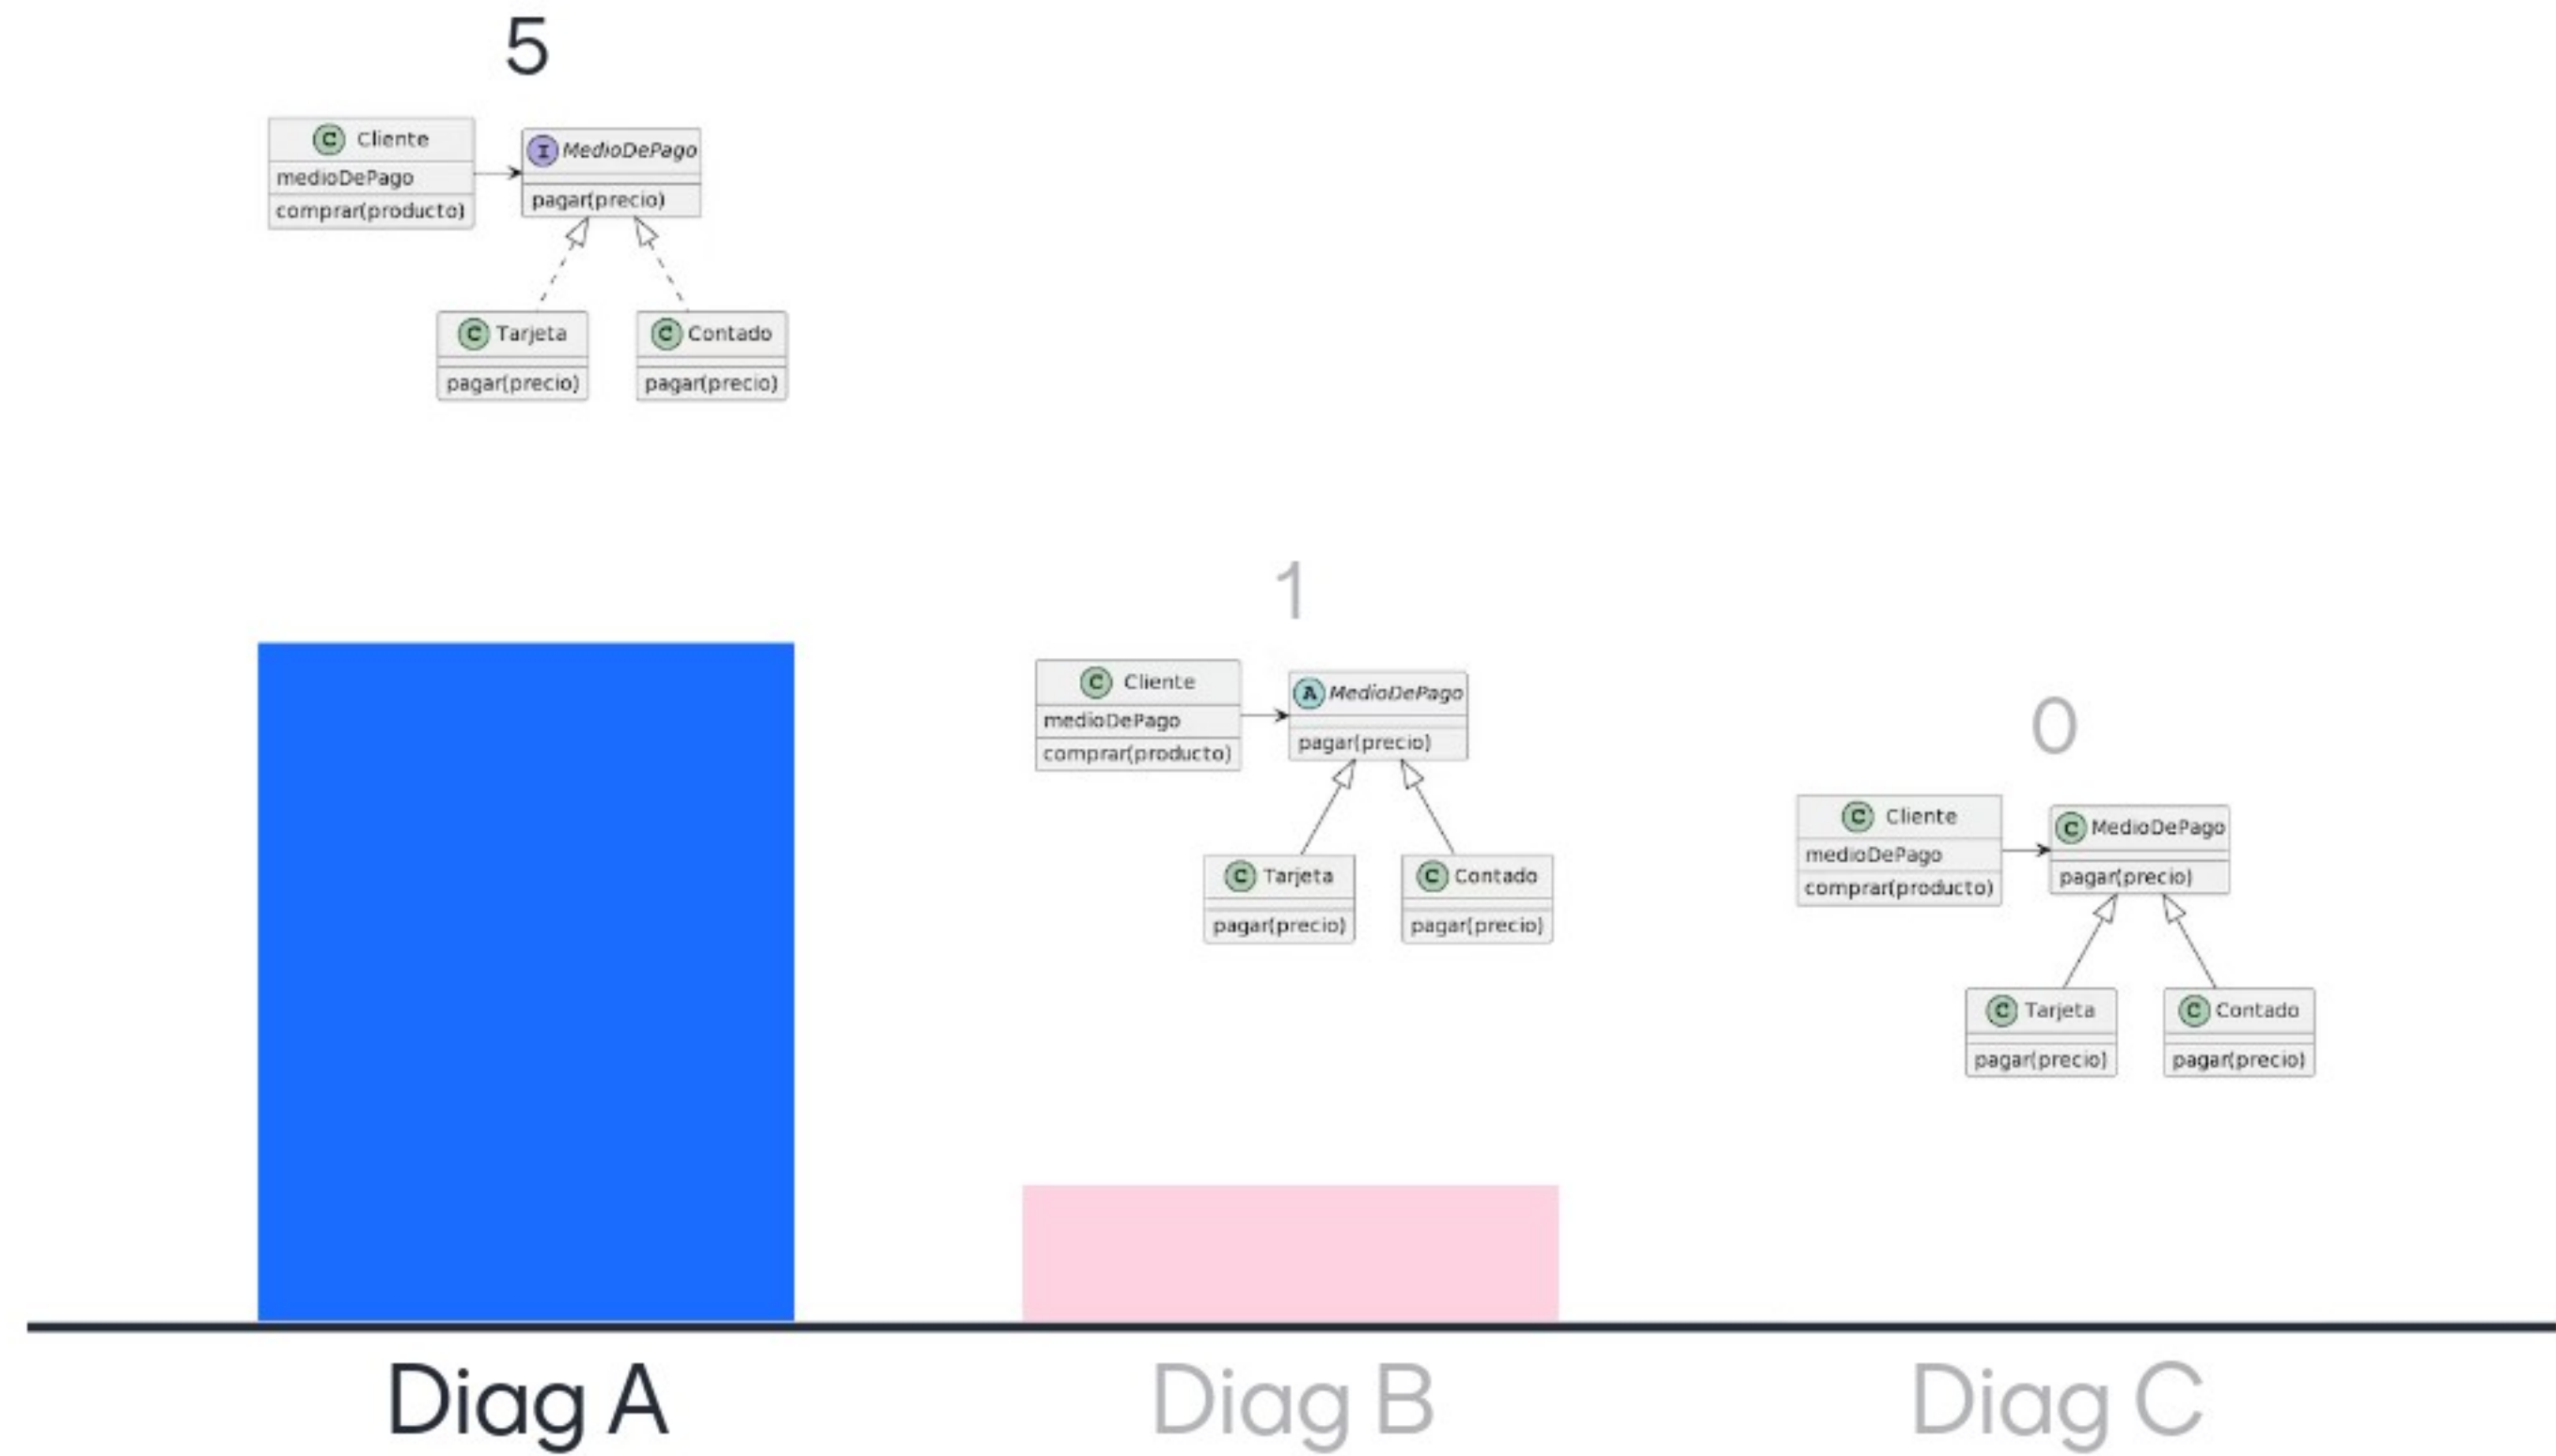 5
C Cliente
medioDePago
comprar(producto)
I MedioDePago
pagar(precio)
C Tarjeta
pagar(precio)
C Contado
pagar(precio)
1
C Cliente
medioDePago
comprar(producto)
A MedioDePago
pagar(precio)
C Tarjeta
pagar(precio)
C Contado
pagar(precio)
0
C Cliente
medioDePago
comprar(producto)
C MedioDePago
pagar(precio)
C Tarjeta
pagar(precio)
C Contado
pagar(precio)
Diag A
Diag B
Diag C